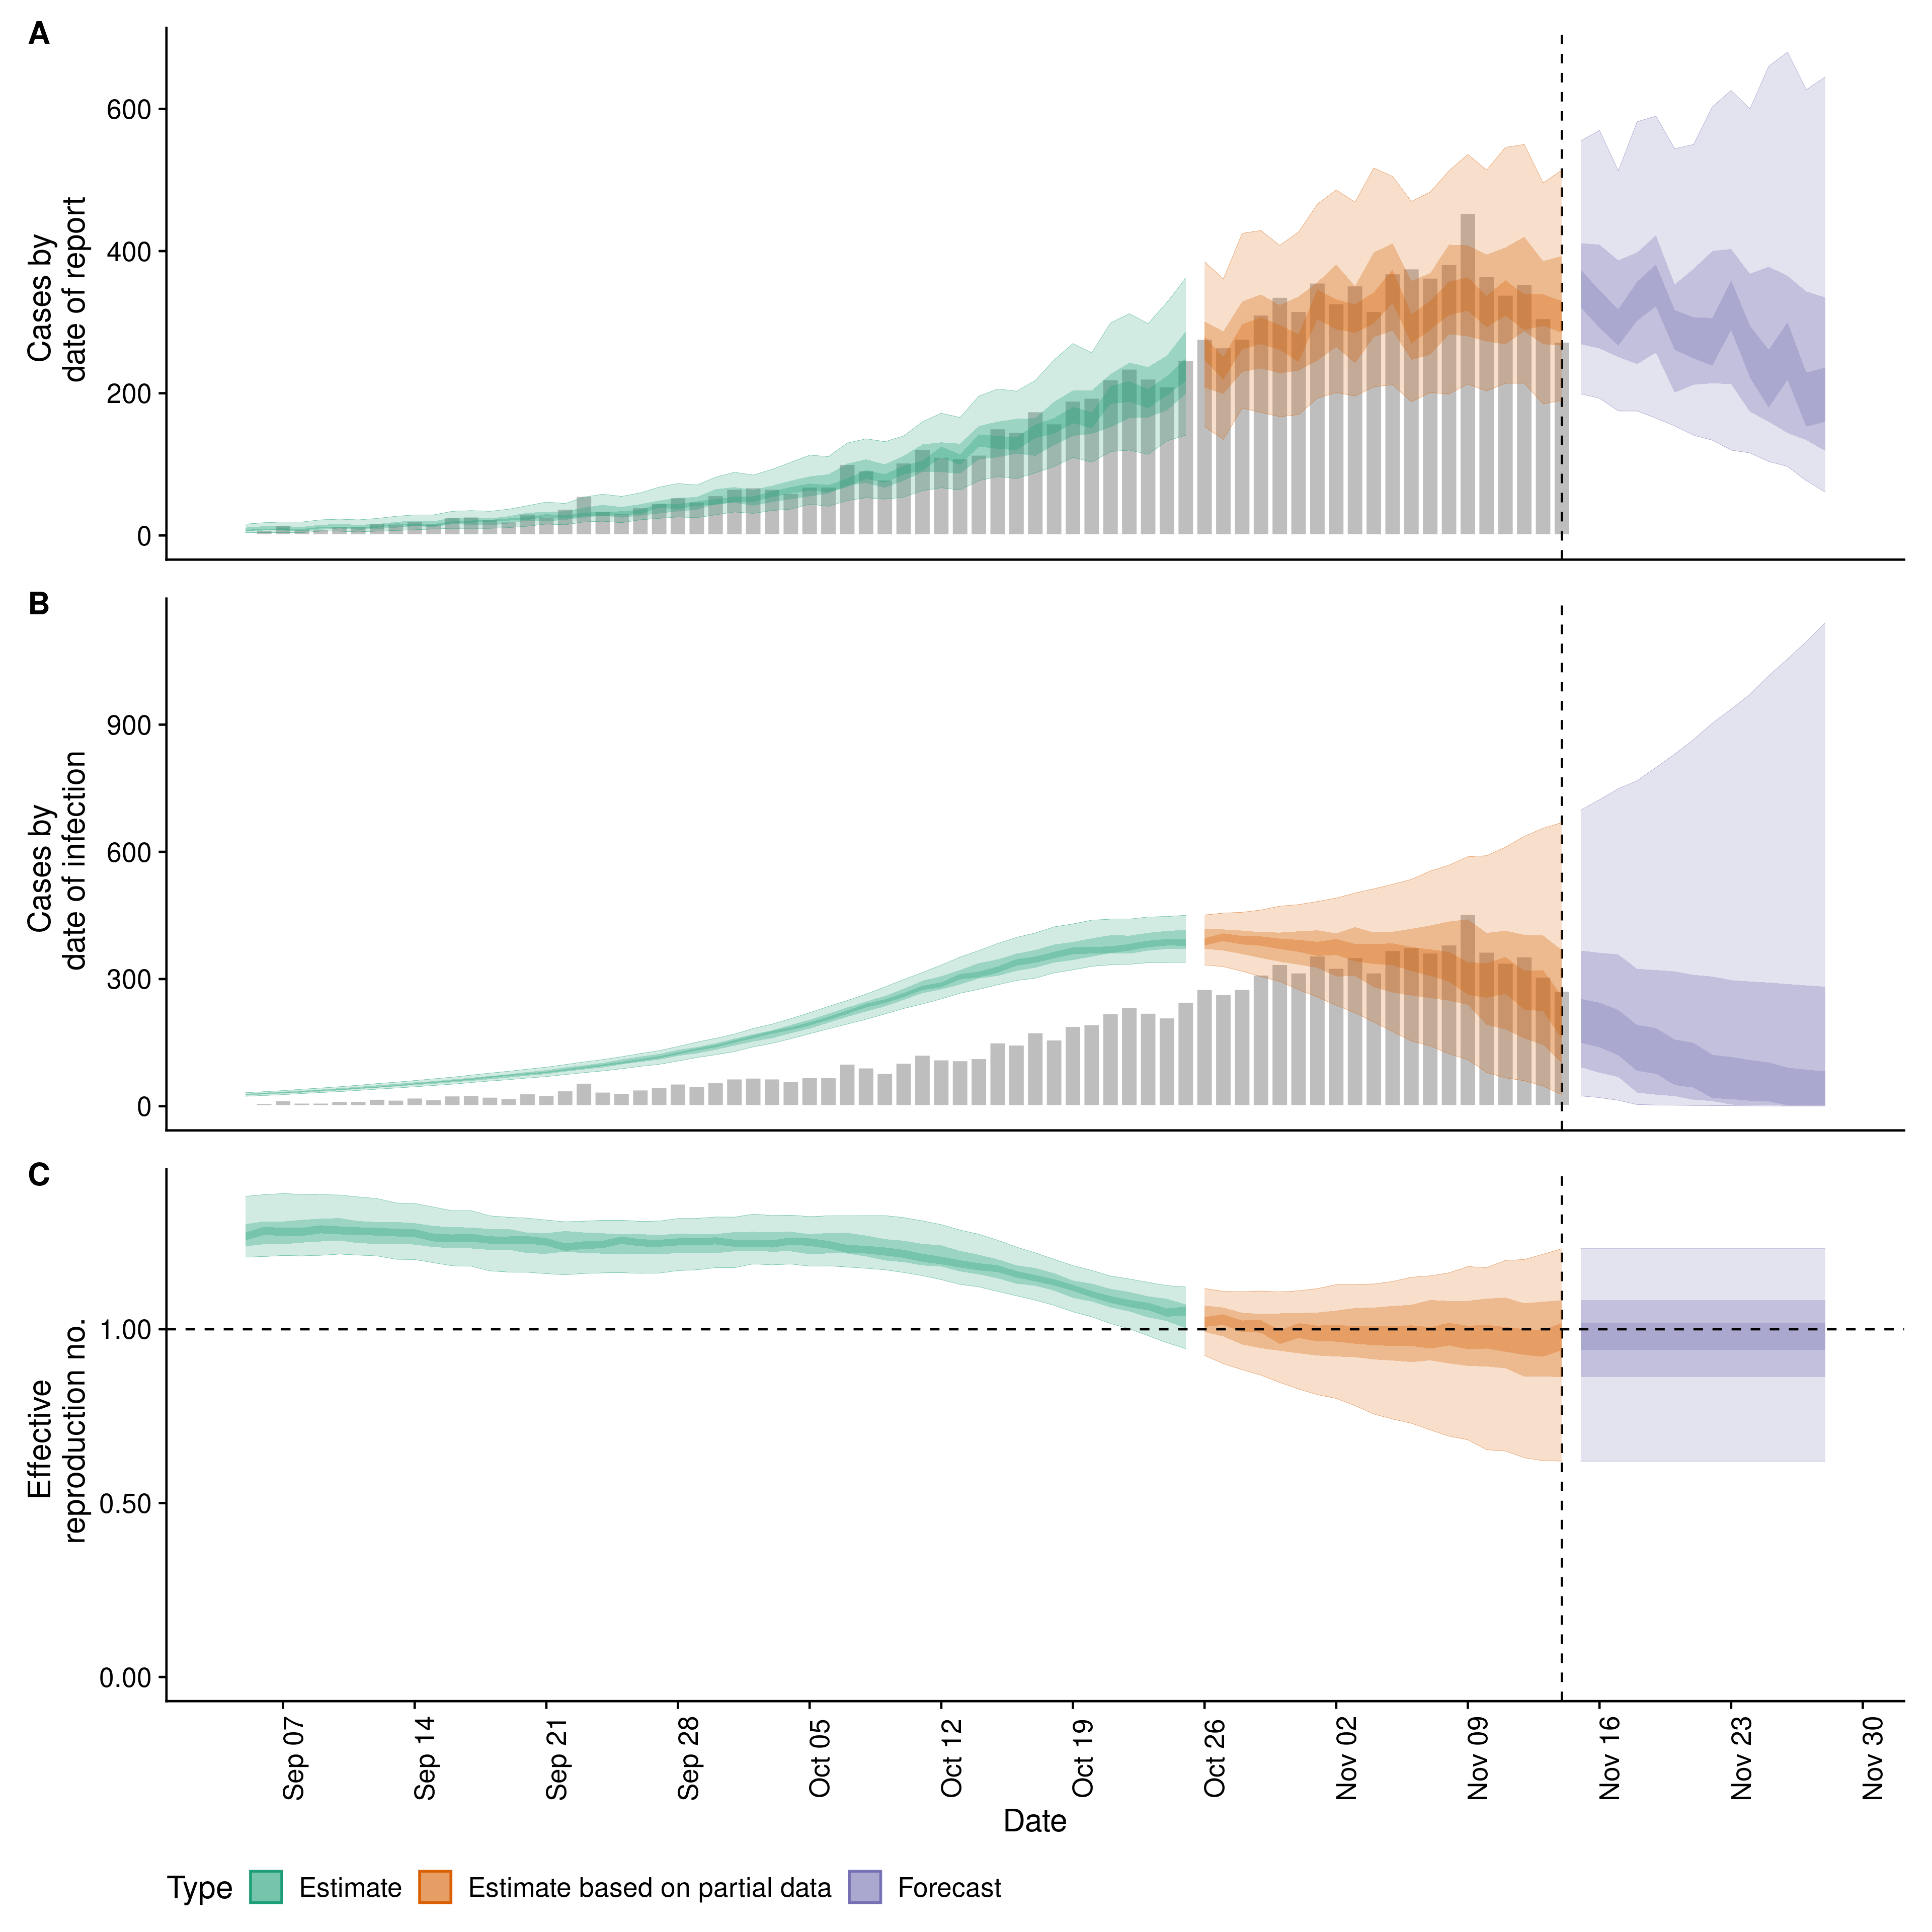 A
Cases by
date of report
600
400
200
0
B
Cases by
date of infection
900
600
300
0
C
Effective
reproduction no.
1.00
0.50
0.00
Sep 07
Sep 14
Sep 21
Sep 28
Oct 05
Oct 12
Oct 19
Oct 26
Nov 02
Nov 09
Nov 16
Nov 23
Nov 30
Date
Type Estimate Estimate based on partial data Forecast